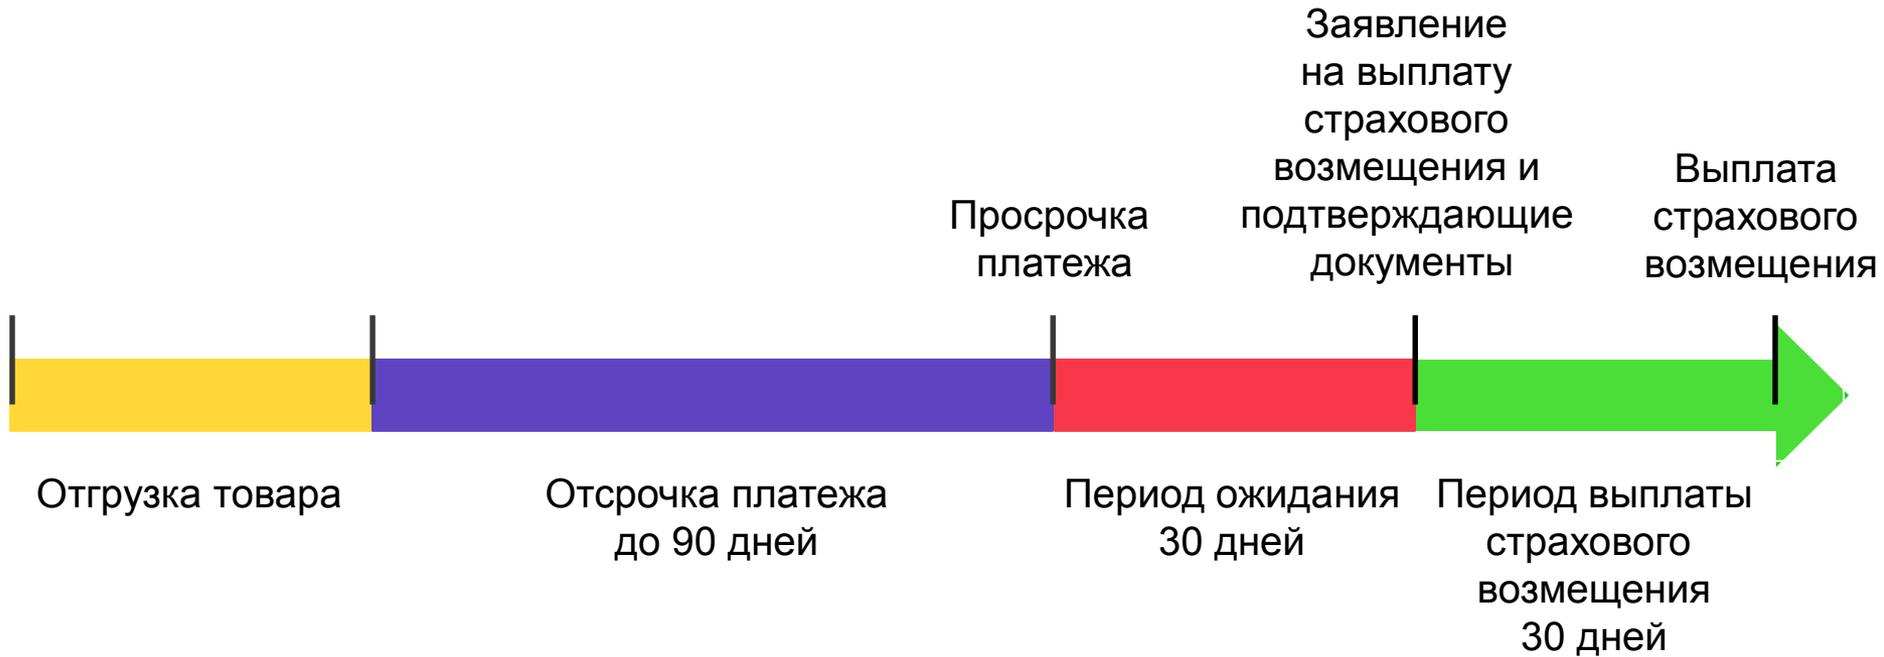 Заявление
на выплату
страхового
возмещения и
подтверждающие
документы
Просрочка
платежа
Выплата
страхового
возмещения
Отгрузка товара
Отсрочка платежа
до 90 дней
Период ожидания
30 дней
Период выплаты
страхового
возмещения
30 дней